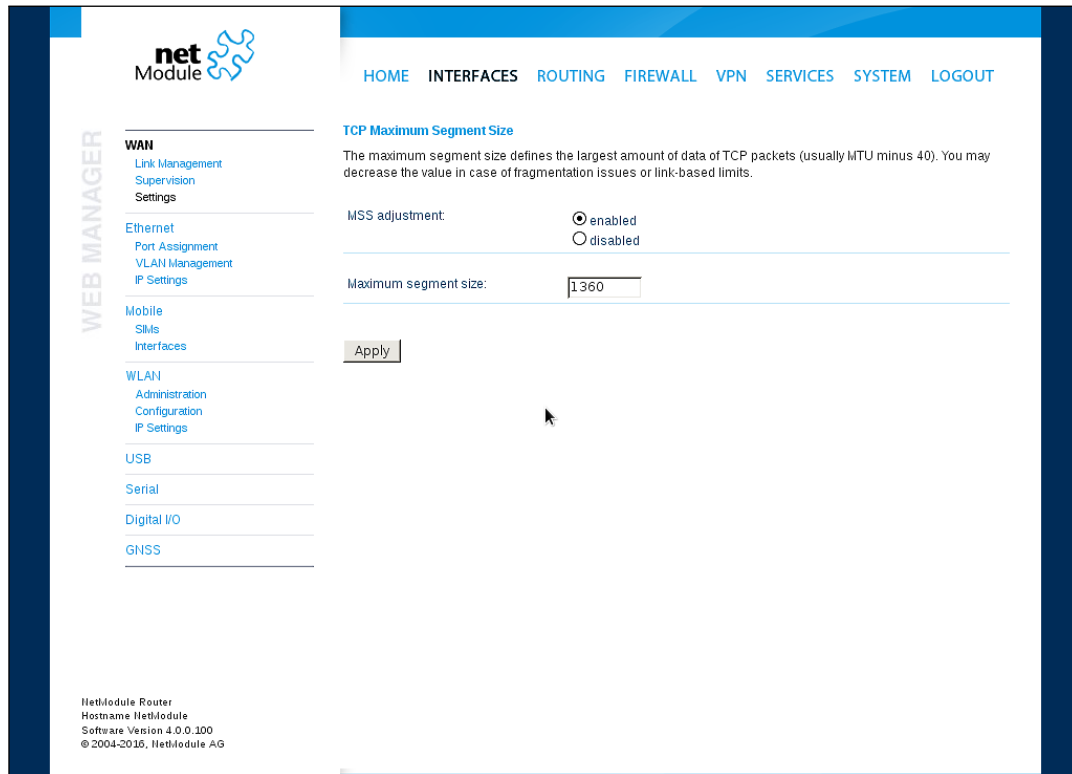 net
Module
HOME INTERFACES ROUTING FIREWALL VPN SERVICES SYSTEM LOGOUT
WEB MANAGER
WAN
Link Management
Supervision
Settings
Ethernet
Port Assignment
VLAN Management
IP Settings
Mobile
SIMs
Interfaces
WLAN
Administration
Configuration
IP Settings
USB
Serial
Digital I/O
GNSS
TCP Maximum Segment Size
The maximum segment size defines the largest amount of data of TCP packets (usually MTU minus 40). You may
decrease the value in case of fragmentation issues or link-based limits.
MSS adjustment:
enabled
disabled
Maximum segment size: 1360
Apply
NetModule Router
Hostname NetModule
Software Version 4.0.0.100
© 2004-2016, NetModule AG